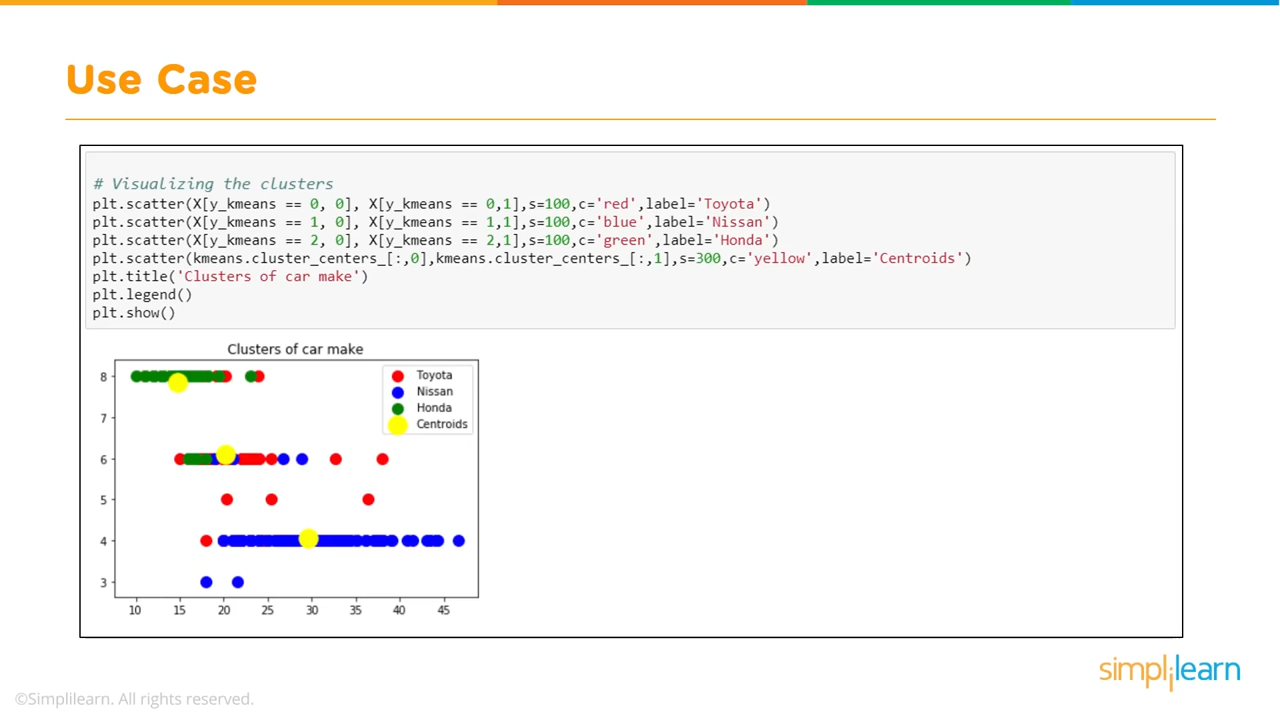 Use Case
# Visualizing the clusters
plt.scatter(X[y_kmeans == 0, 0], X[y_kmeans == 0,1],s=100,c='red',label='Toyota')
plt.scatter(X[y_kmeans == 1, 0], X[y_kmeans == 1,1],s=100,c='blue',label='Nissan')
plt.scatter(X[y_kmeans == 2, 0], X[y_kmeans == 2,1],s=100,c='green',label='Honda')
plt.scatter(kmeans.cluster_centers_[:,0],kmeans.cluster_centers_[:,1],s=300,c='yellow',label='Centroids')
plt.title('Clusters of car make')
plt.legend()
plt.show()
Clusters of car make
Toyota
Nissan
Honda
Centroids
8
7
6
5
4
3
10 15 20 25 30 35 40 45
simplilearn
©Simplilearn. All rights reserved.